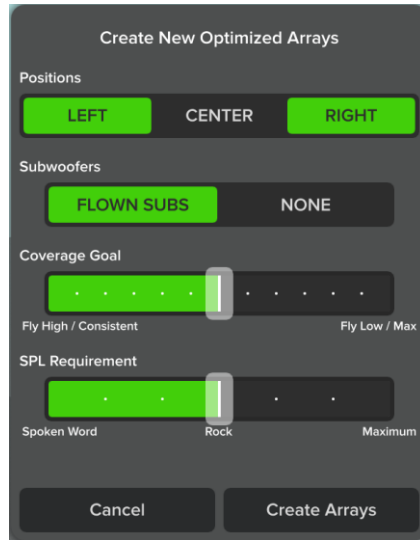 Create New Optimized Arrays
Positions
LEFT CENTER RIGHT
Subwoofers
FLOWN SUBS NONE
Coverage Goal
Fly High / Consistent Fly Low / Max
SPL Requirement
Spoken Word Rock Maximum
Cancel Create Arrays